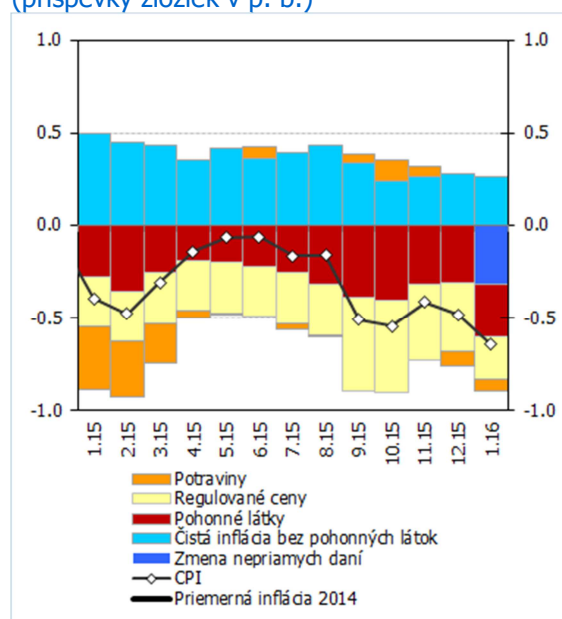 (príspevky zložiek v p. b.)
1.0 1.0
0.5 0.5
0.0 0.0
-0.5 -0.5
-1.0 -1.0
1.15 2.15 3.15 4.15 5.15 6.15 7.15 8.15 9.15 10.15 11.15 12.15 1.16
Potraviny
Regulované ceny
Pohonné látky
Čistá inflácia bez pohonných látok
Zmena nepriamych daní
CPI
Priemerná inflácia 2014